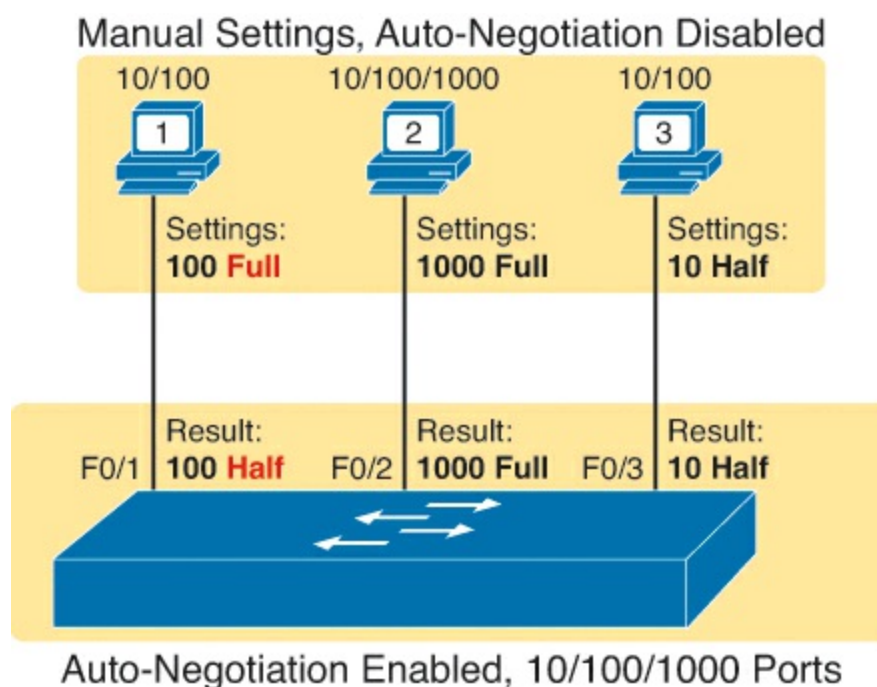 Manual Settings, Auto-Negotiation Disabled
10/100 10/100/1000 10/100
1 2 3
Settings: Settings: Settings:
100 Full 1000 Full 10 Half
Result: Result: Result:
F0/1 100 Half F0/2 1000 Full F0/3 10 Half
Auto-Negotiation Enabled, 10/100/1000 Ports